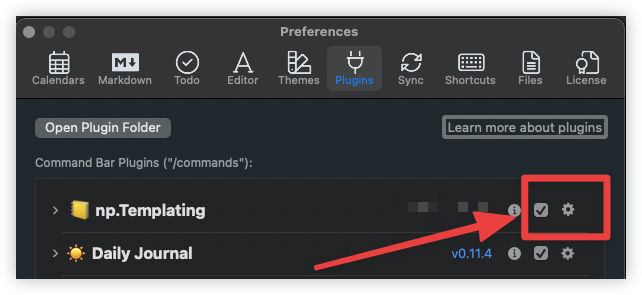 Preferences
Calendars Markdown Todo Editor Themes Plugins Sync Shortcuts Files License
Open Plugin Folder Learn more about plugins
Command Bar Plugins ("/commands"):
np.Templating
Daily Journal v0.11.4